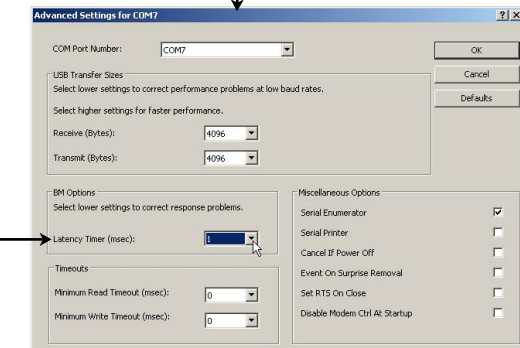 Advanced Settings for COM7
COM Port Number: COM7
OK
Cancel
Defaults
USB Transfer Sizes
Select lower settings to correct performance problems at low baud rates.
Select higher settings for faster performance.
Receive (Bytes): 4096
Transmit (Bytes): 4096
BM Options
Select lower settings to correct response problems.
Latency Timer (msec): 1
Timeouts
Minimum Read Timeout (msec): 0
Minimum Write Timeout (msec): 0
Miscellaneous Options
Serial Enumerator
Serial Printer
Cancel If Power Off
Event On Surprise Removal
Set RTS On Close
Disable Modem Ctrl At Startup